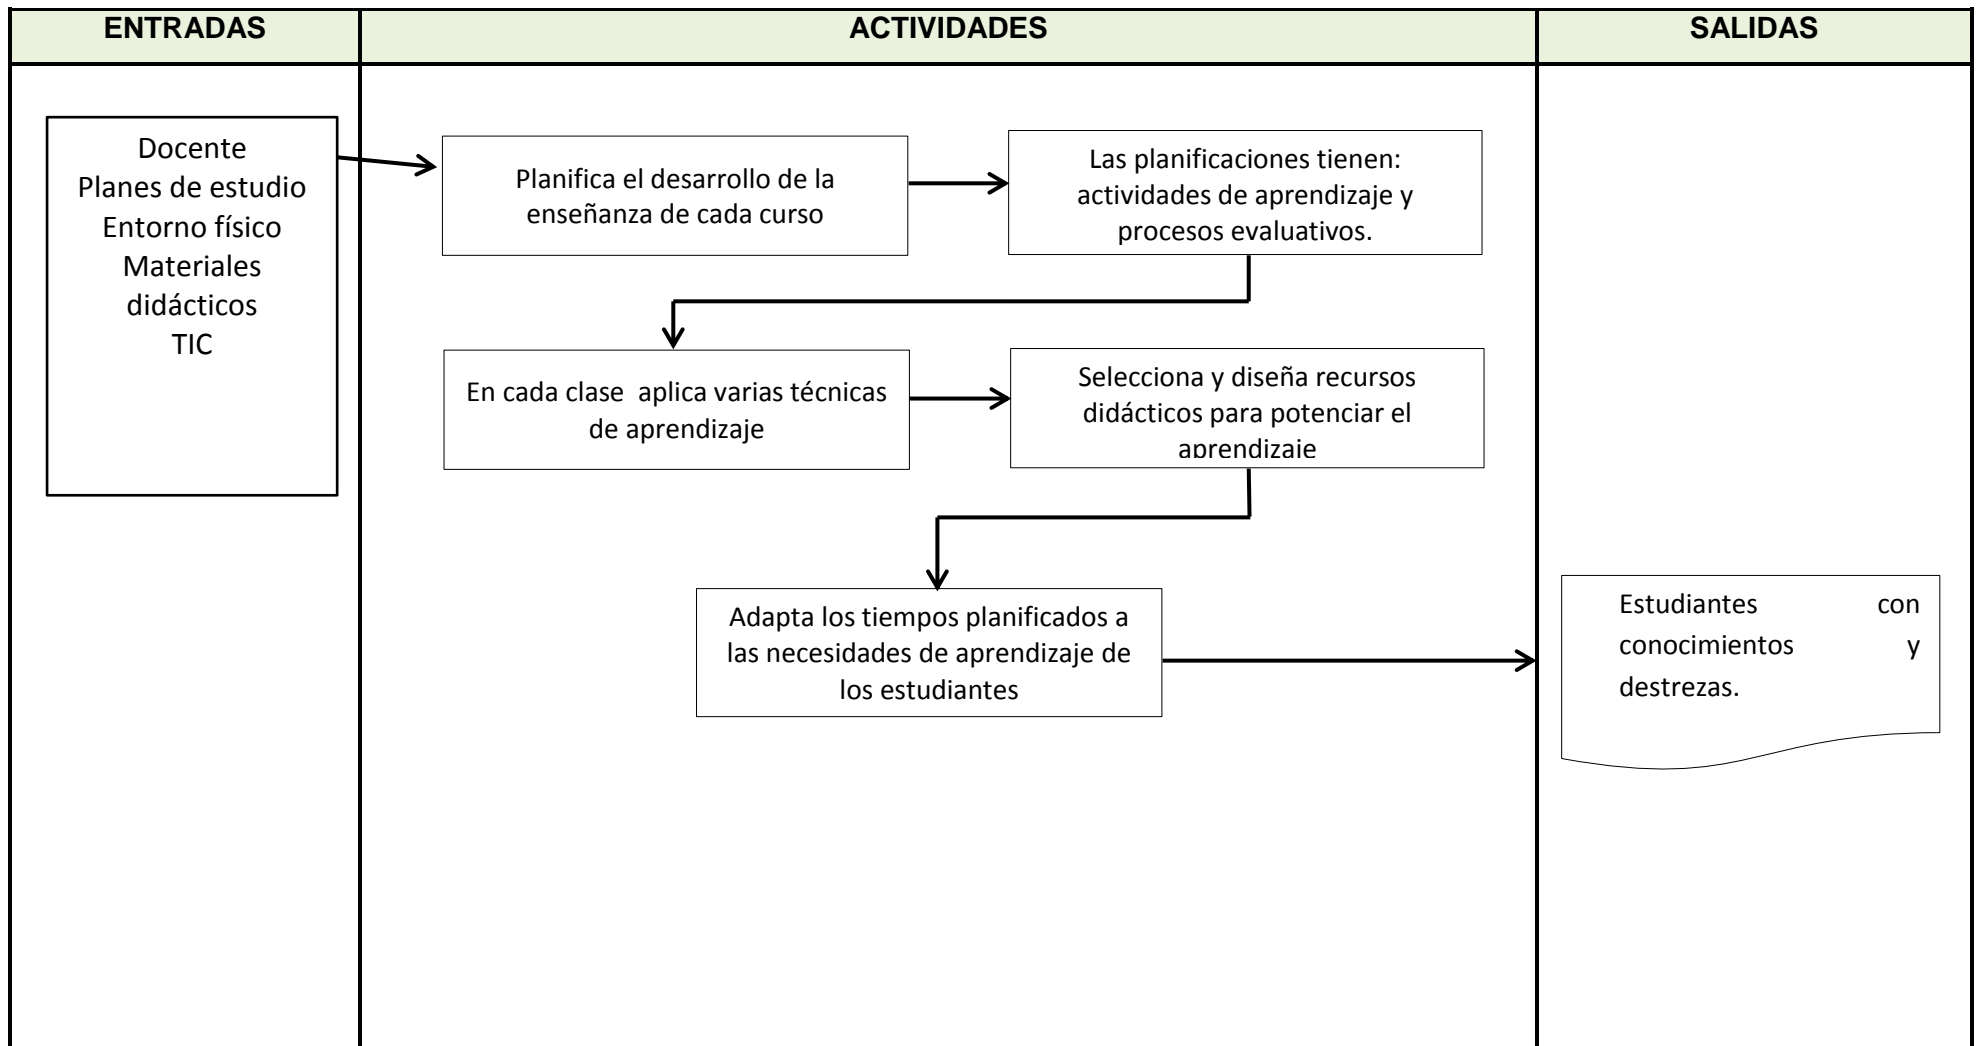 ENTRADAS
ACTIVIDADES
SALIDAS
Docente
Planes de estudio
Entorno físico
Materiales
didácticos
TIC
Planifica el desarrollo de la
enseñanza de cada curso
Las planificaciones tienen:
actividades de aprendizaje y
procesos evaluativos.
En cada clase  aplica varias técnicas
de aprendizaje
Selecciona y diseña recursos
didácticos para potenciar el
aprendizaje
Adapta los tiempos planificados a
las necesidades de aprendizaje de
los estudiantes
Estudiantes con
conocimientos y
destrezas.